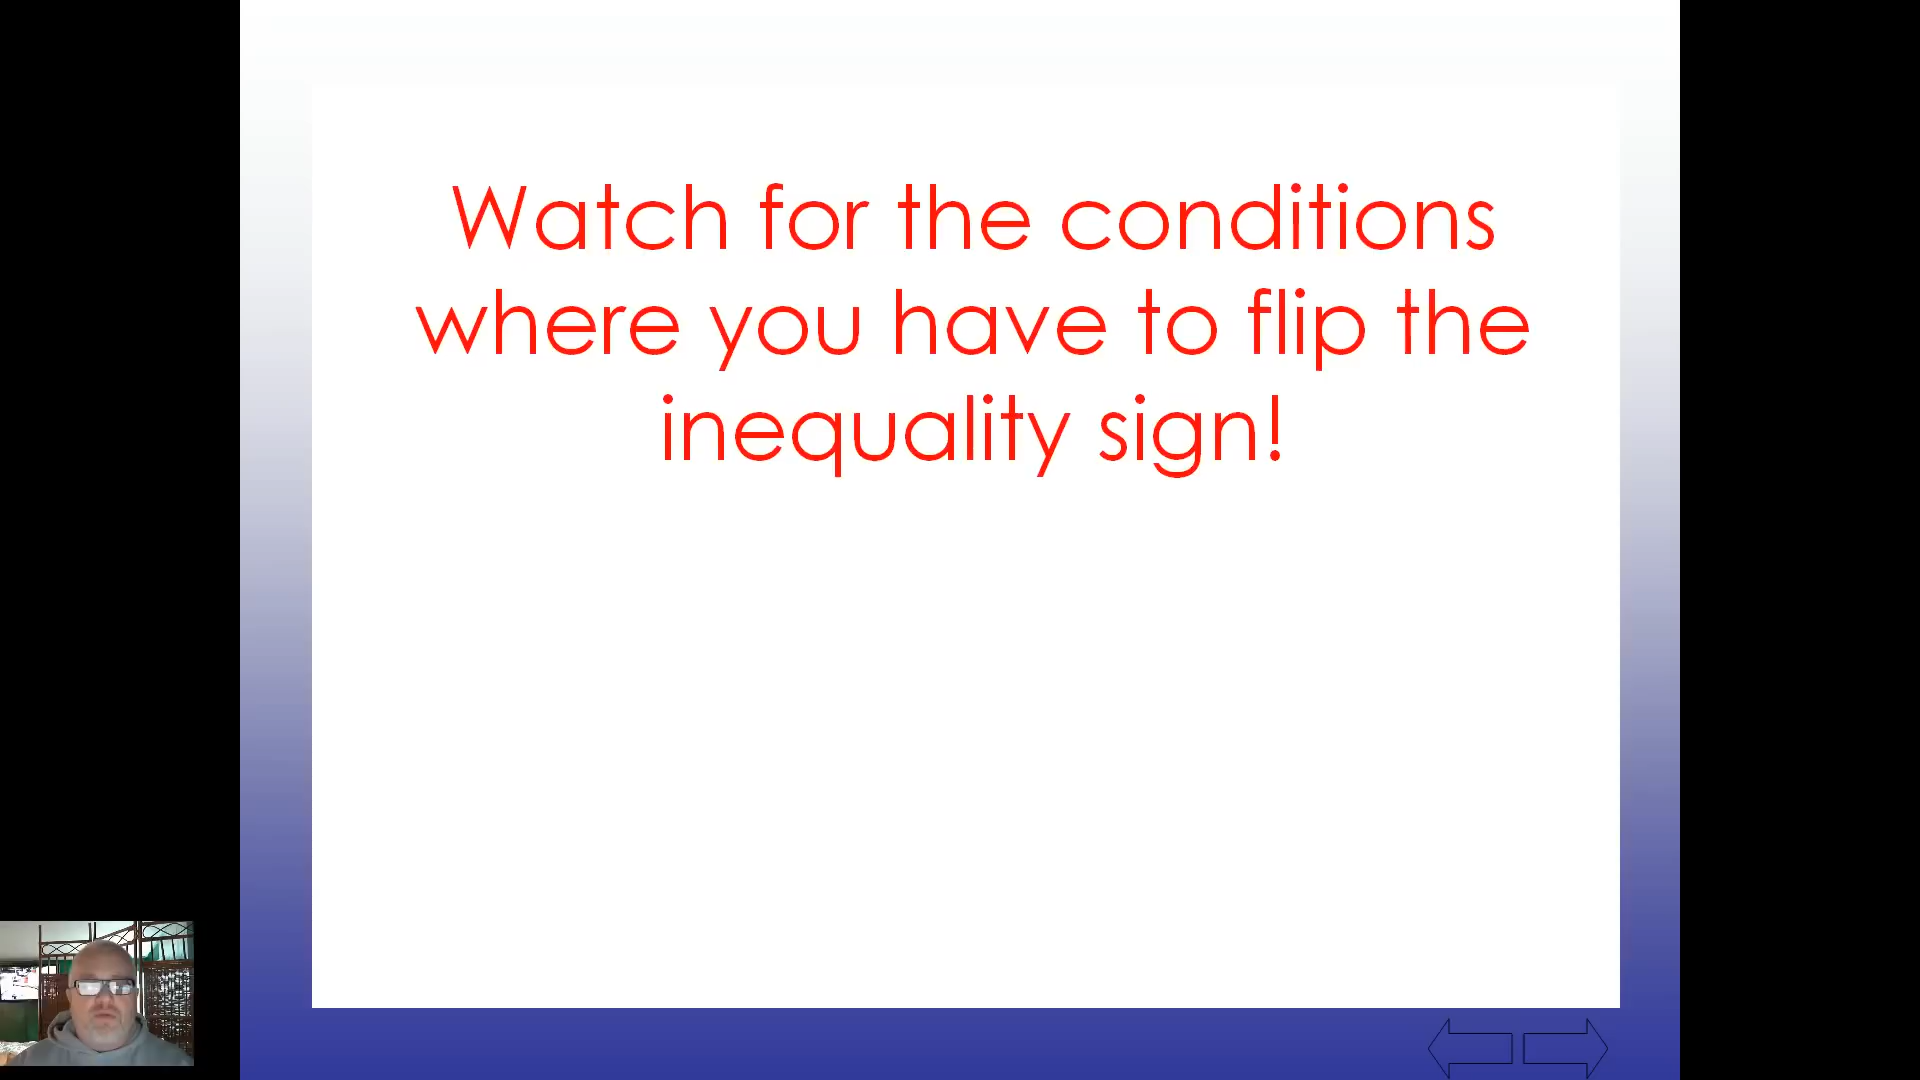 Watch for the conditions
where you have to flip the
inequality sign!